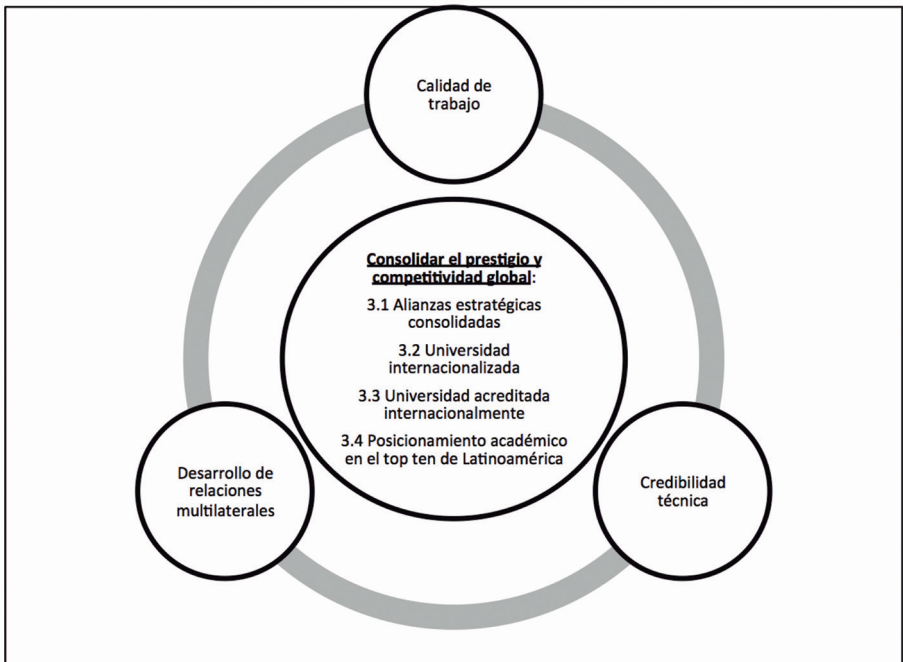 Calidad de
trabajo
Consolidar el prestigio y
competitividad global:
3.1 Alianzas estratégicas
consolidadas
3.2 Universidad
internacionalizada
3.3 Universidad acreditada
internacionalmente
3.4 Posicionamiento académico
en el top ten de Latinoamérica
Desarrollo de
relaciones
multilaterales
Credibilidad
técnica